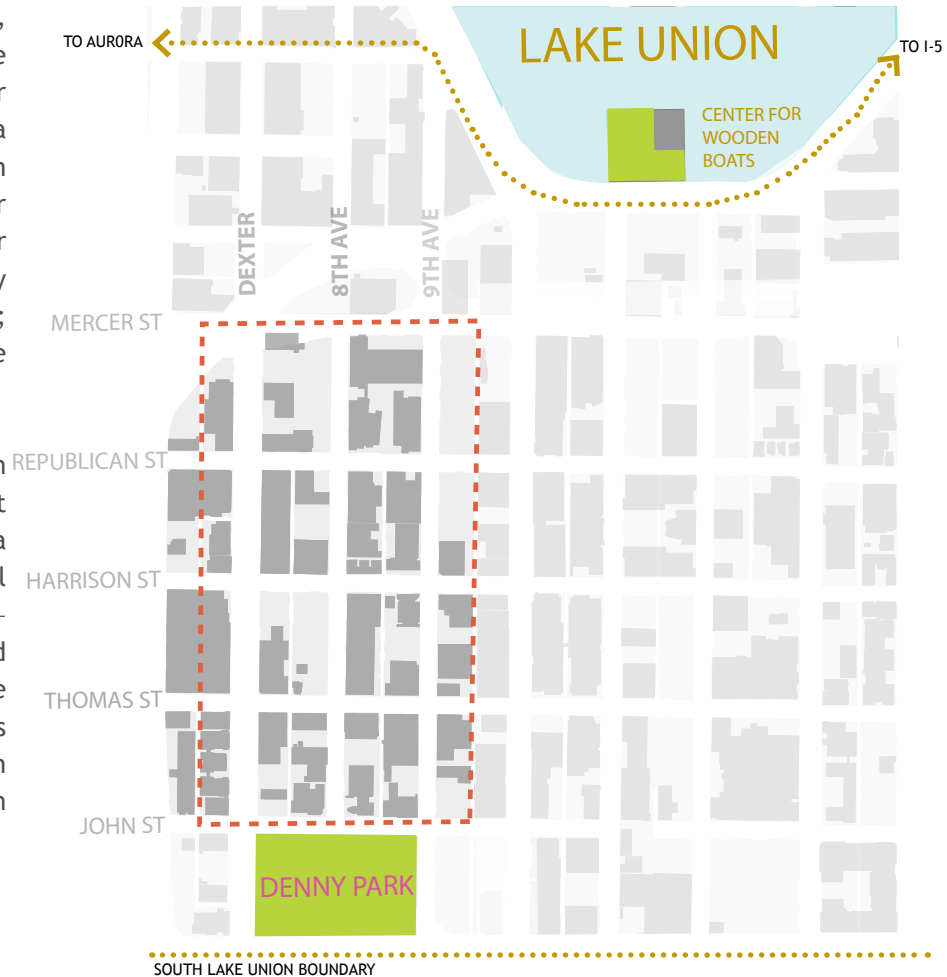 TO AUR0RA
LAKE UNION
TO I-5
CENTER FOR
WOODEN
BOATS
DEXTER
8TH AVE
9TH AVE
MERCER ST
REPUBLICAN ST
HARRISON ST
THOMAS ST
JOHN ST
DENNY PARK
SOUTH LAKE UNION BOUNDARY